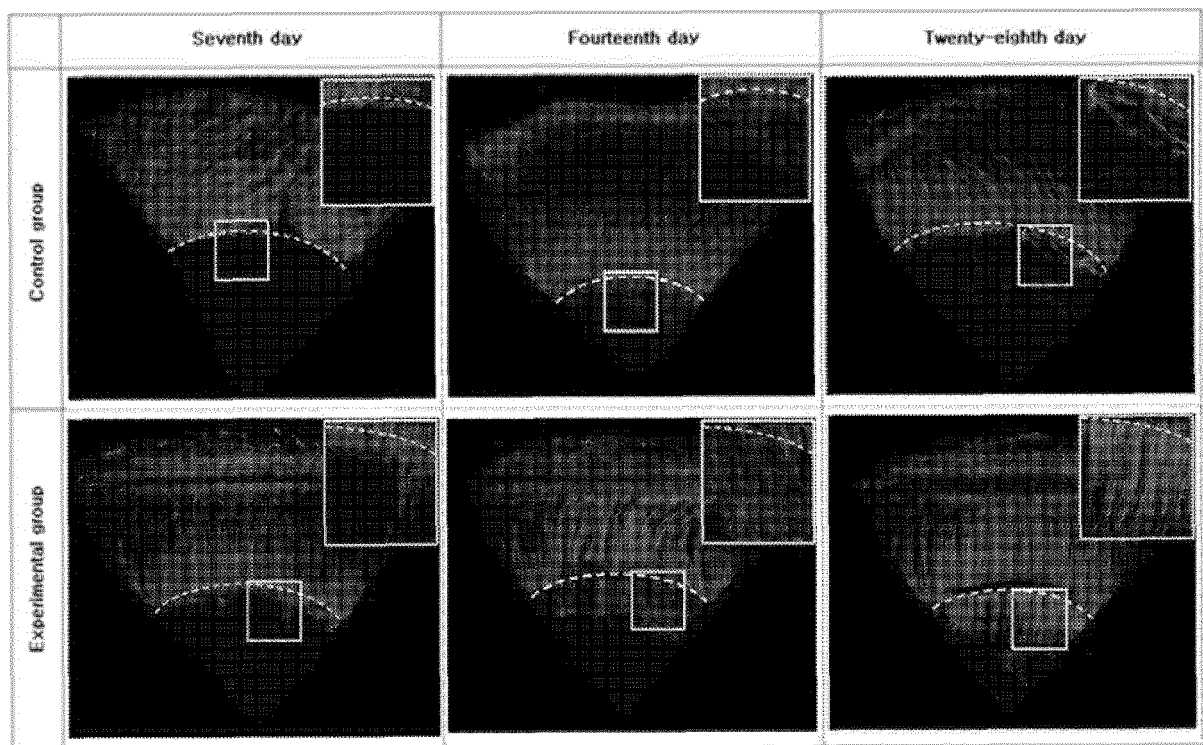 Seventh day
Fourteenth day
Twenty-eighth day
Control group
Experimental group